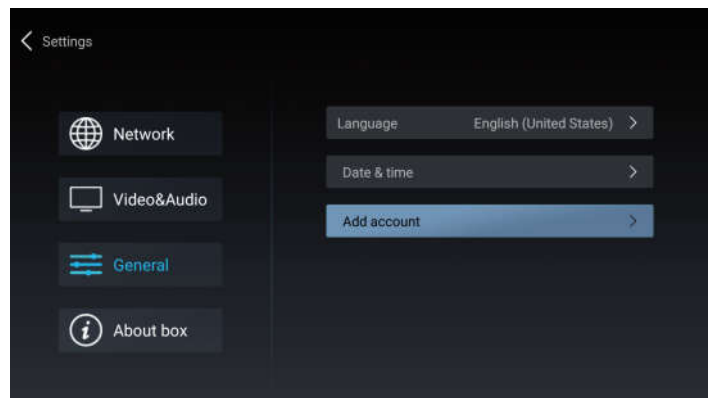 Settings
Network
Video&Audio
General
About box
Language English (United States)
Date & time
Add account